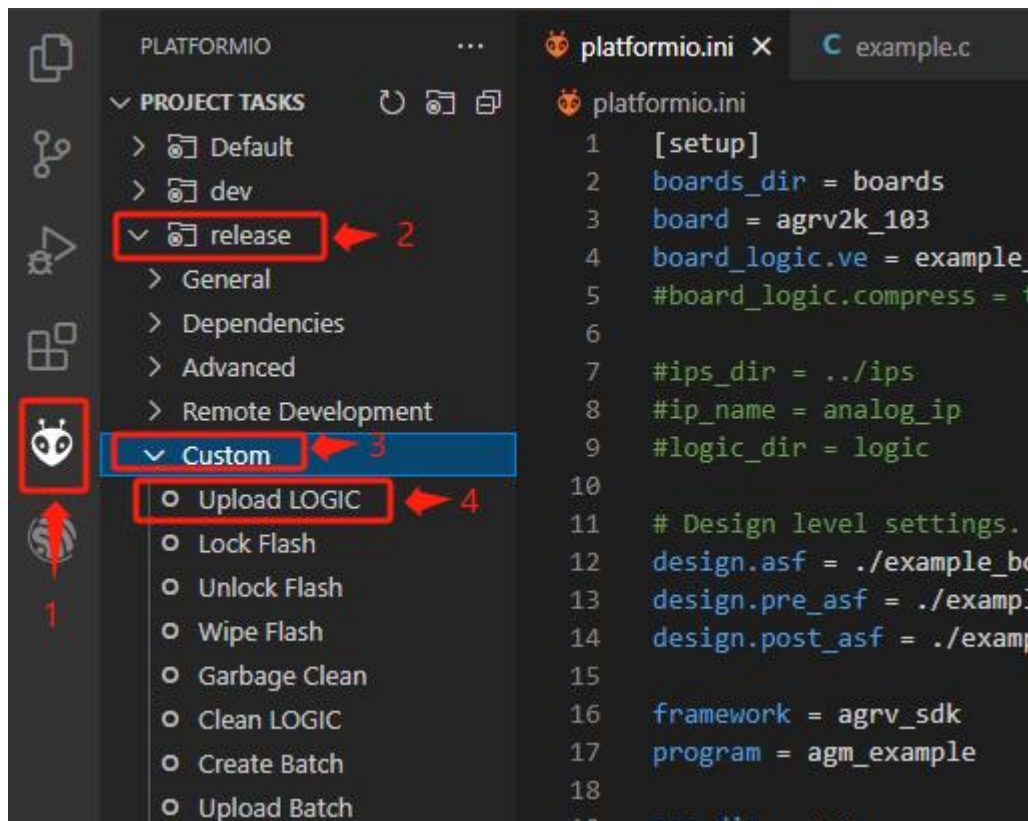 PLATFORMIO
PROJECT TASKS
Default
dev
release
2
General
Dependencies
Advanced
Remote Development
Custom
3
Upload LOGIC
4
Lock Flash
Unlock Flash
Wipe Flash
Garbage Clean
Clean LOGIC
Create Batch
Upload Batch
1
platformio.ini
C example.c
platformio.ini
1 [setup]
2 boards_dir = boards
3 board = agrv2k_103
4 board_logic.ve = example_
5 #board_logic.compress =
6
7 #ips_dir = ../ips
8 #ip_name = analog_ip
9 #logic_dir = logic
10
11 # Design level settings.
12 design.asf = ./example_bo
13 design.pre_asf = ./exampl
14 design.post_asf = ./examp
15
16 framework = agrv_sdk
17 program = agm_example
18